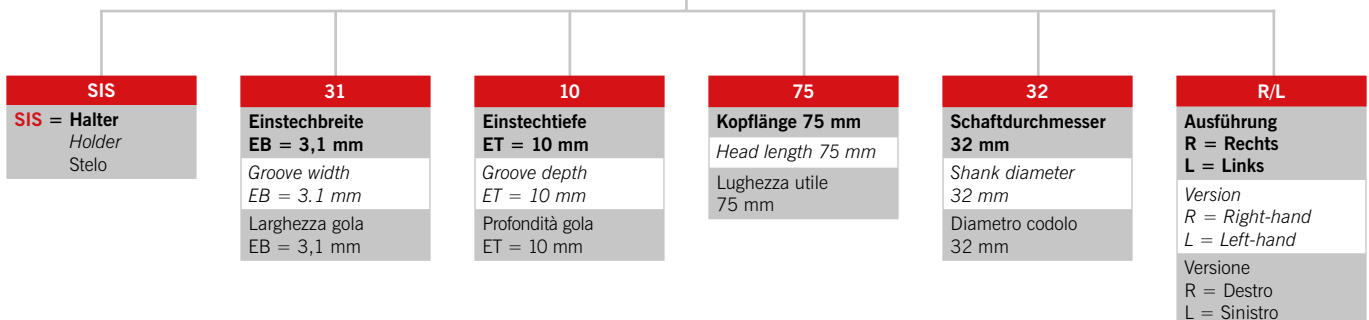 SIS
SIS = Halter
Holder
Stelo
31
Einstechbreite
EB = 3,1 mm
Groove width
EB = 3.1 mm
Larghezza gola
EB = 3,1 mm
10
Einstechtiefe
ET = 10 mm
Groove depth
ET = 10 mm
Profondità gola
ET = 10 mm
75
Kopflänge 75 mm
Head length 75 mm
Lughezza utile
75 mm
32
Schaftdurchmesser
32 mm
Shank diameter
32 mm
Diametro codolo
32 mm
R/L
Ausführung
R = Rechts
L = Links
Version
R = Right-hand
L = Left-hand
Versione
R = Destro
L = Sinistro